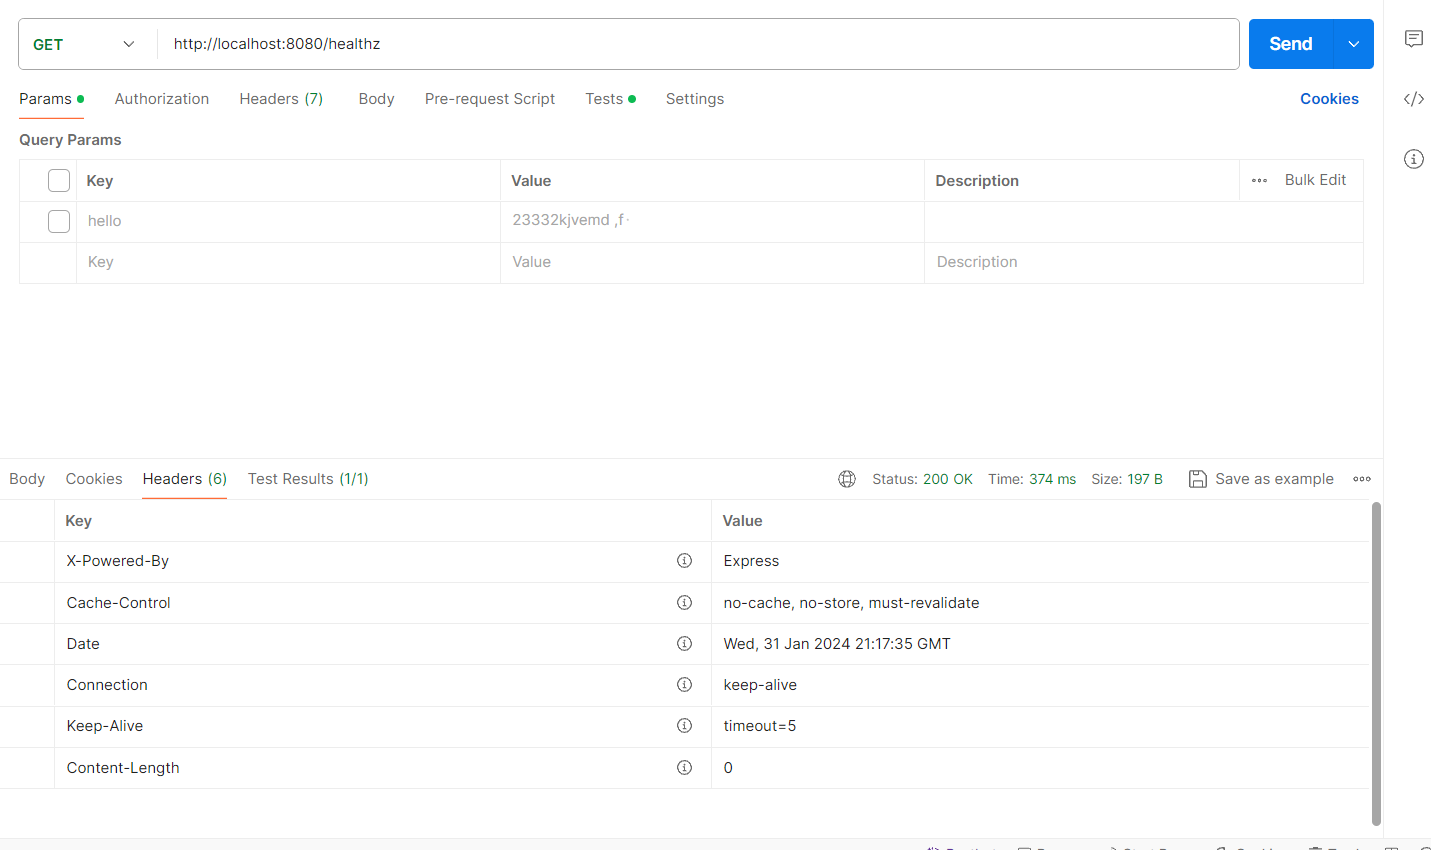 GET http://localhost:8080/healthz Send
Params Authorization Headers (7) Body Pre-request Script Tests Settings Cookies
Query Params
Key Value Description Bulk Edit
hello 23332kjvemd ,f
Key Value Description
Body Cookies Headers (6) Test Results (1/1) Status: 200 OK Time: 374 ms Size: 197 B Save as example
Key Value
X-Powered-By Express
Cache-Control no-cache, no-store, must-revalidate
Date Wed, 31 Jan 2024 21:17:35 GMT
Connection keep-alive
Keep-Alive timeout=5
Content-Length 0